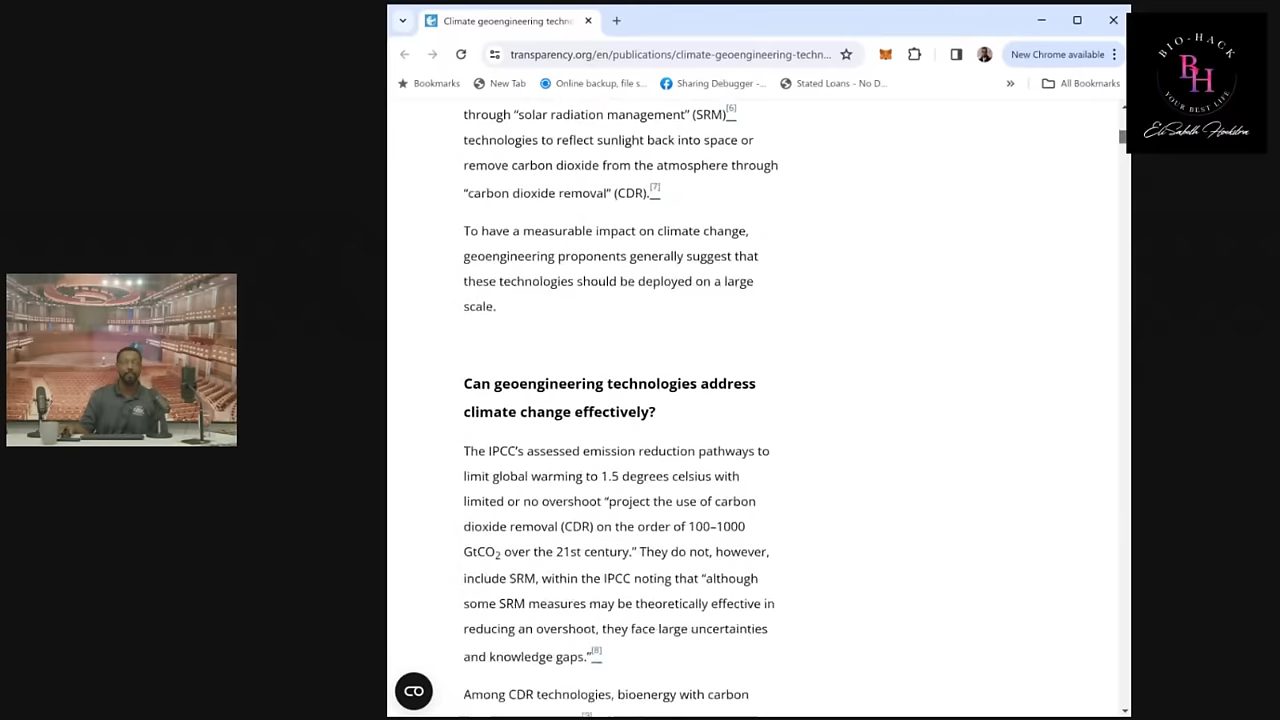 Climate geoengineering techn
transparency.org/en/publications/climate-geoengineering-techn...
New Chrome available
Bookmarks
New Tab
Online backup, file s...
Sharing Debugger -...
Stated Loans - No D...
»
All Bookmarks
BIO-HACK
BH
YOUR BEST LIFE
through “solar radiation management” (SRM)[6]
technologies to reflect sunlight back into space or
remove carbon dioxide from the atmosphere through
“carbon dioxide removal” (CDR).[7]
To have a measurable impact on climate change,
geoengineering proponents generally suggest that
these technologies should be deployed on a large
scale.
Can geoengineering technologies address
climate change effectively?
The IPCC’s assessed emission reduction pathways to
limit global warming to 1.5 degrees celsius with
limited or no overshoot “project the use of carbon
dioxide removal (CDR) on the order of 100–1000
GtCO2 over the 21st century.” They do not, however,
include SRM, within the IPCC noting that “although
some SRM measures may be theoretically effective in
reducing an overshoot, they face large uncertainties
and knowledge gaps.”[8]
Among CDR technologies, bioenergy with carbon